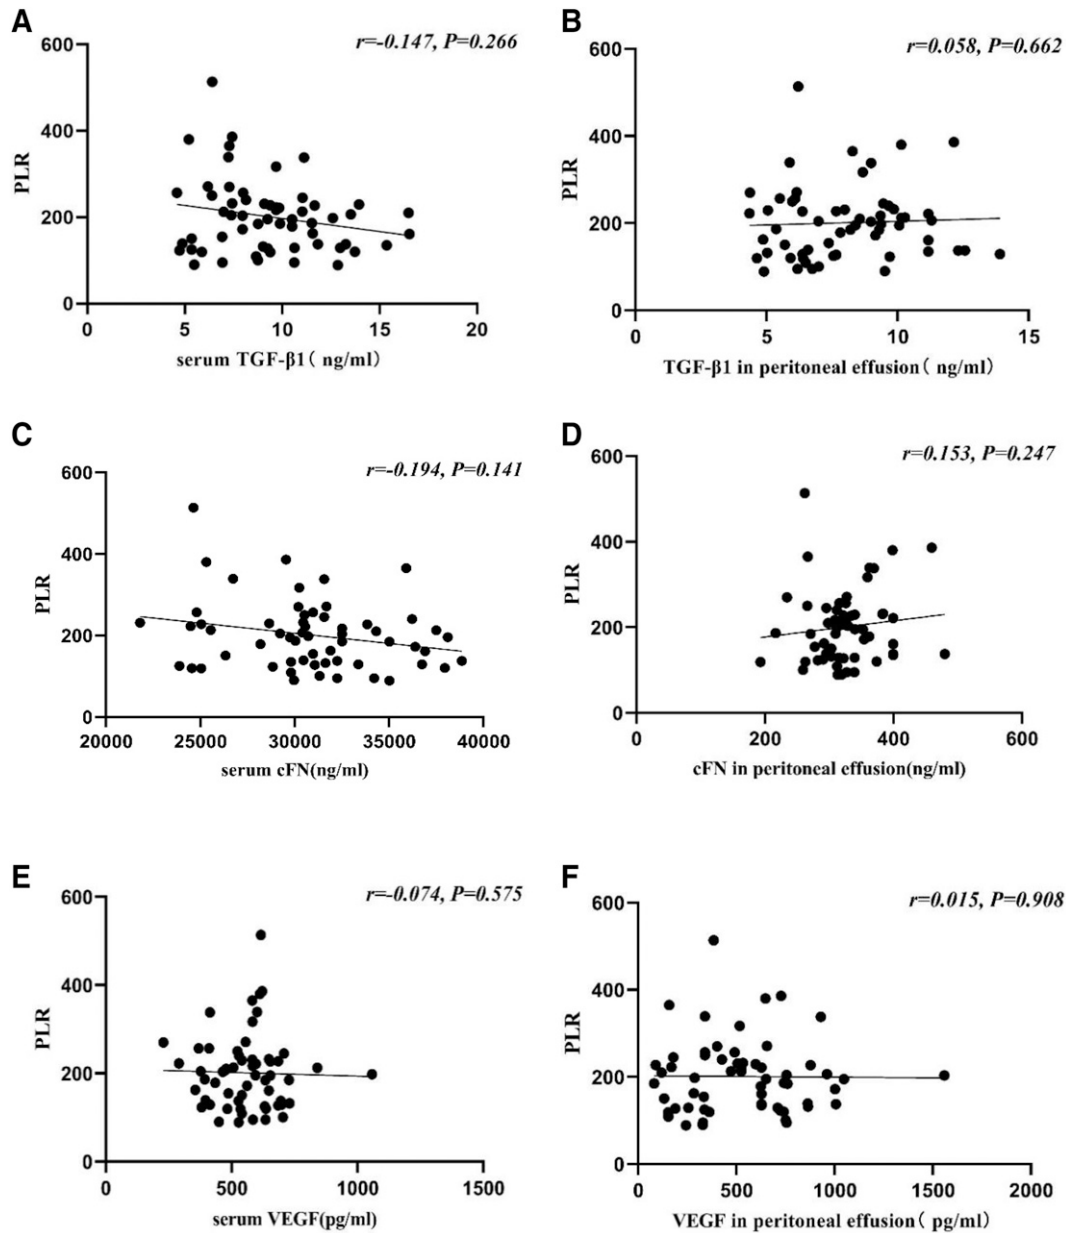 A
r=-0.147, P=0.266
600
400
200
0
PLR
0 5 10 15 20
serum TGF-β1( ng/ml)
B
r=0.058, P=0.662
600
400
200
0
PLR
0 5 10 15
TGF-β1 in peritoneal effusion( ng/ml)
C
r=-0.194, P=0.141
600
400
200
0
PLR
20000 25000 30000 35000 40000
serum cFN(ng/ml)
D
r=0.153, P=0.247
600
400
200
0
PLR
0 200 400 600
cFN in peritoneal effusion(ng/ml)
E
r=-0.074, P=0.575
600
400
200
0
PLR
0 500 1000 1500
serum VEGF(pg/ml)
F
r=0.015, P=0.908
600
400
200
0
PLR
0 500 1000 1500 2000
VEGF in peritoneal effusion( pg/ml)